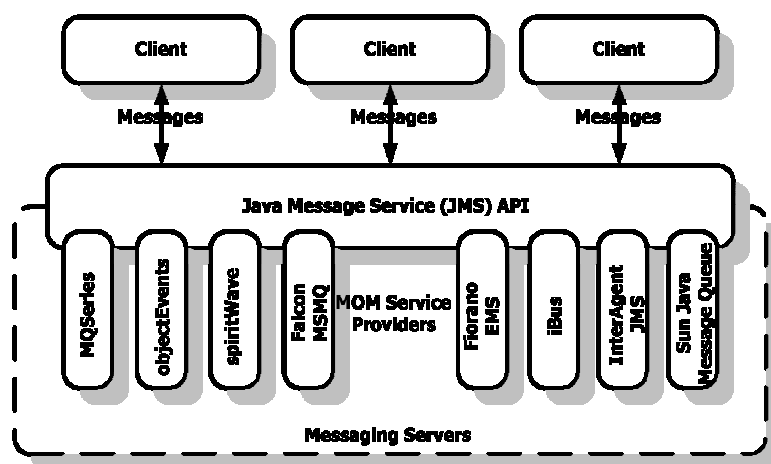 Client
Client
Client
Messages
Messages
Messages
Java Message Service (JMS) API
MQSeries
objectEvents
spiritWave
Falcon
MSMQ
MOM Service
Providers
Fiorano
EMS
iBus
InterAgent
JMS
Sun Java
Message Queue
Messaging Servers